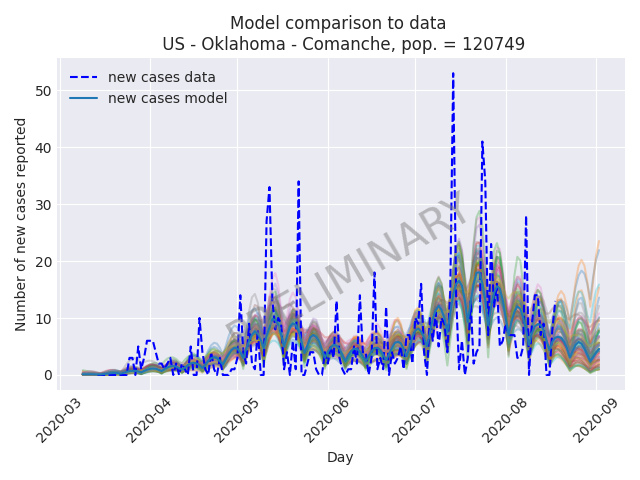 Model comparison to data
US - Oklahoma - Comanche, pop. = 120749
new cases data
new cases model
PRELIMINARY
Number of new cases reported
50
40
30
20
10
0
2020-03
2020-04
2020-05
2020-06
2020-07
2020-08
2020-09
Day